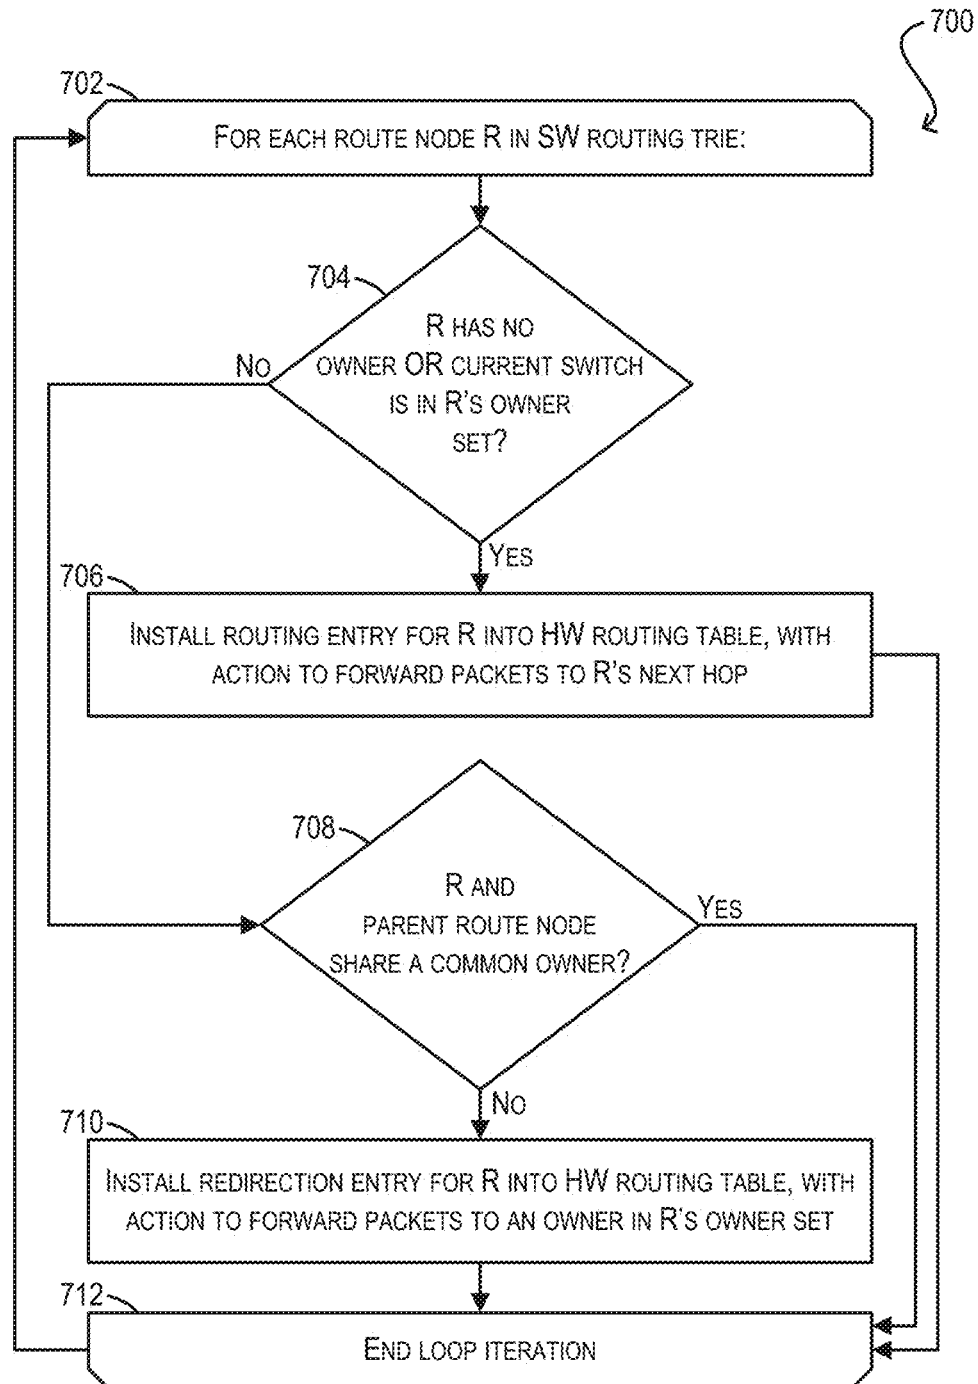 700
702
FOR EACH ROUTE NODE R IN SW ROUTING TRIE:
704
R HAS NO
OWNER OR CURRENT SWITCH
IS IN R'S OWNER
SET?
NO
YES
706
INSTALL ROUTING ENTRY FOR R INTO HW ROUTING TABLE, WITH
ACTION TO FORWARD PACKETS TO R'S NEXT HOP
708
R AND
PARENT ROUTE NODE
SHARE A COMMON OWNER?
YES
NO
710
INSTALL REDIRECTION ENTRY FOR R INTO HW ROUTING TABLE, WITH
ACTION TO FORWARD PACKETS TO AN OWNER IN R'S OWNER SET
712
END LOOP ITERATION